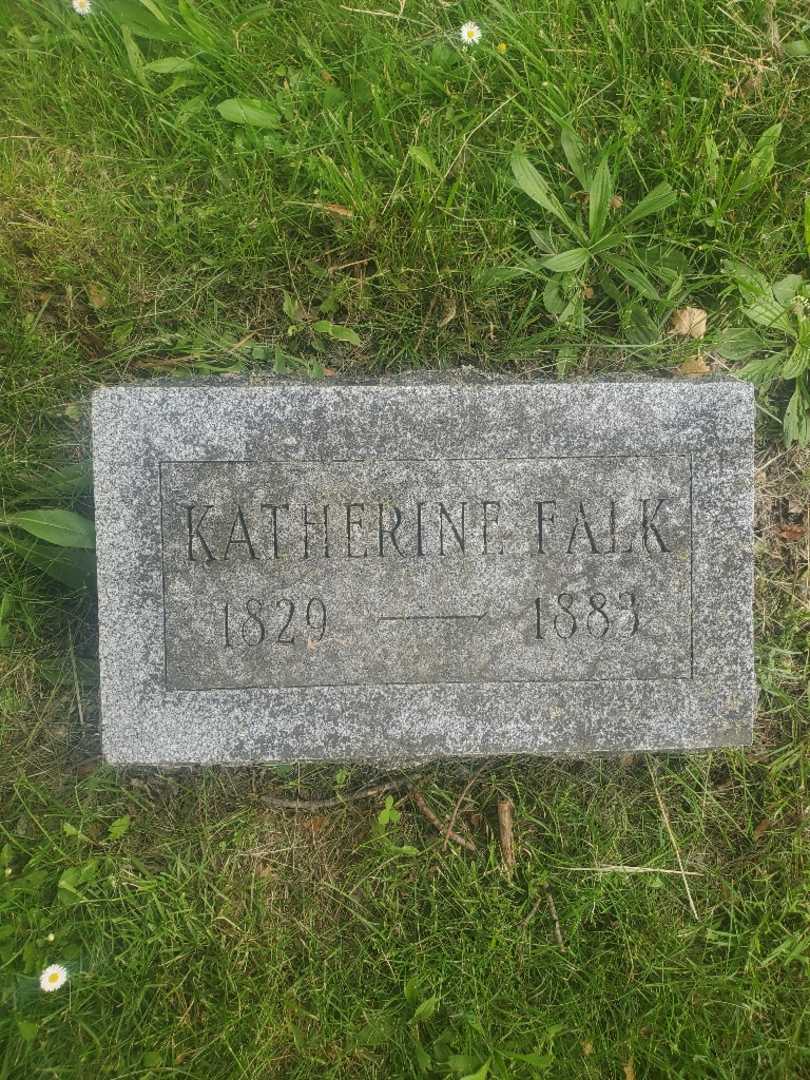 KATHERINE FALK
1829 — 1883